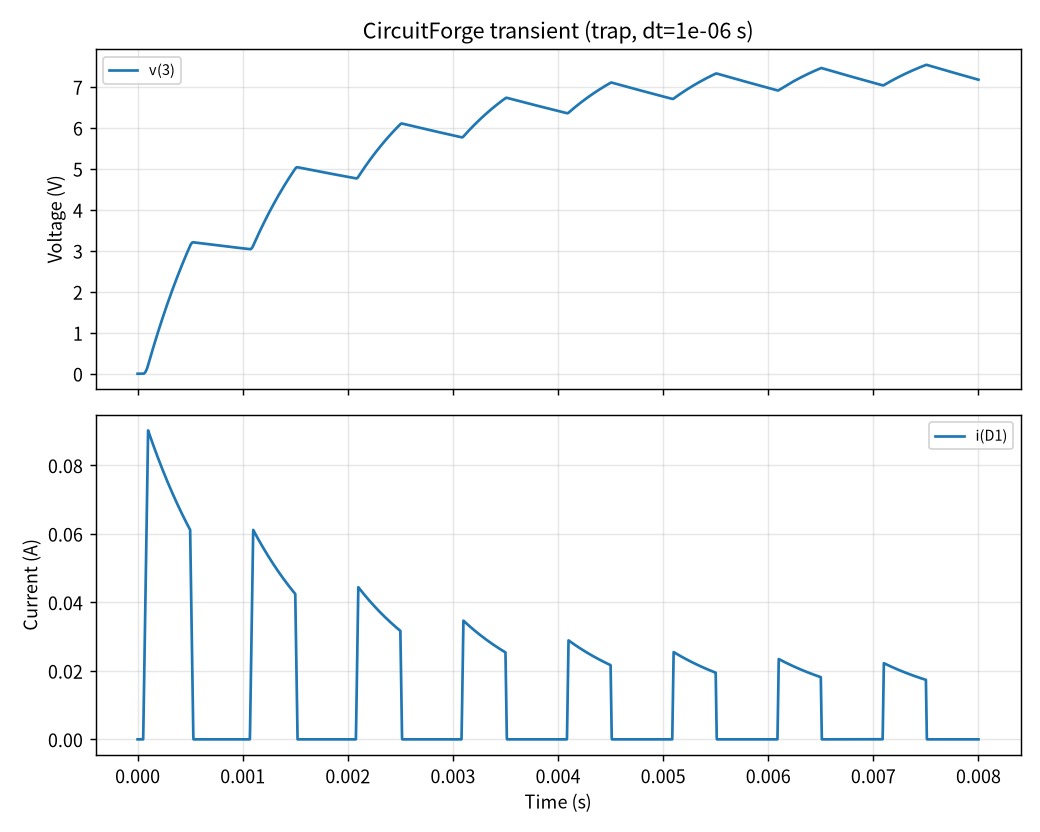 CircuitForge transient (trap, dt=1e-06 s)
v(3)
Voltage (V)
7
6
5
4
3
2
1
0
i(D1)
Current (A)
0.08
0.06
0.04
0.02
0.00
0.000 0.001 0.002 0.003 0.004 0.005 0.006 0.007 0.008
Time (s)